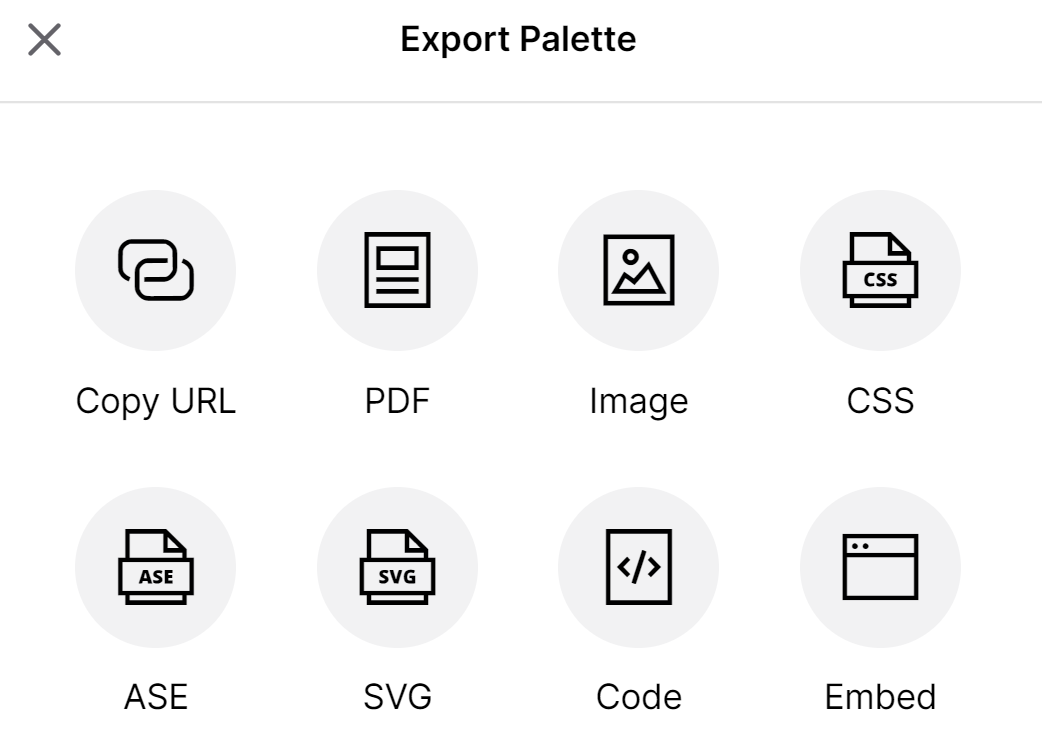 Export Palette
CSS
Copy URL PDF Image CSS
ASE SVG </>
ASE SVG Code Embed